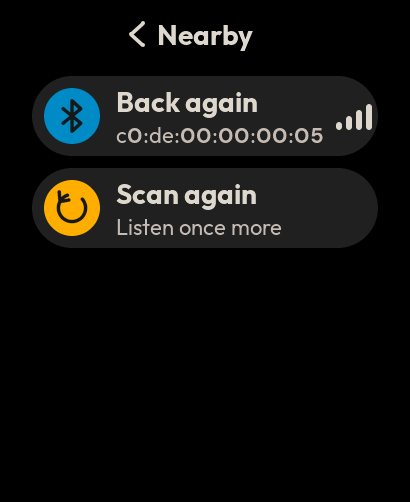 Nearby
Back again
c0:de:00:00:00:05
Scan again
Listen once more